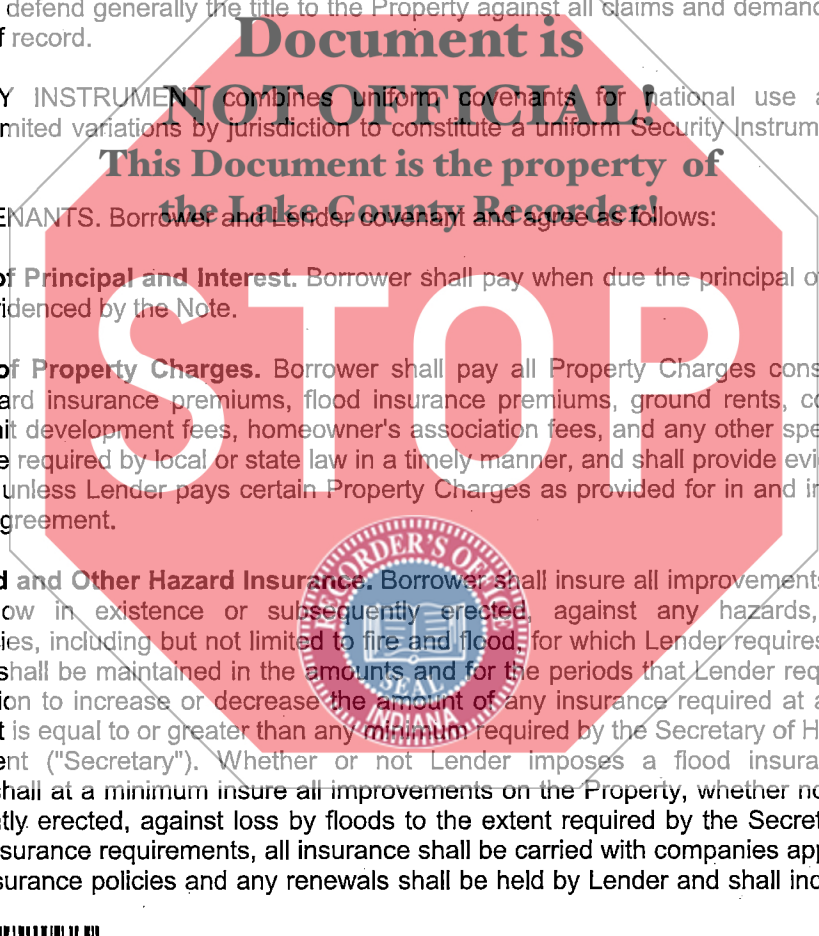 defend generally the title to the Property against all claims and demand
f record.
Document is
NOT OFFICIAL!
This Document is the property of
the Lake County Recorder!
Y INSTRUMENT combines uniform covenants for national use a
mited variations by jurisdiction to constitute a uniform Security Instrum
ENANTS. Borrower and Lender covenant and agree as follows:
of Principal and Interest. Borrower shall pay when due the principal o
idenced by the Note.
STOP
of Property Charges. Borrower shall pay all Property Charges cons
ard insurance premiums, flood insurance premiums, ground rents, co
it development fees, homeowner's association fees, and any other spe
e required by local or state law in a timely manner, and shall provide evi
unless Lender pays certain Property Charges as provided for in and i
greement.
d and Other Hazard Insurance. Borrower shall insure all improvements
ow in existence or subsequently erected, against any hazards,
ies, including but not limited to fire and flood, for which Lender requires
shall be maintained in the amounts and for the periods that Lender req
ion to increase or decrease the amount of any insurance required at a
t is equal to or greater than any minimum required by the Secretary of H
ent ("Secretary"). Whether or not Lender imposes a flood insura
shall at a minimum insure all improvements on the Property, whether no
tly erected, against loss by floods to the extent required by the Secret
nsurance requirements, all insurance shall be carried with companies app
surance policies and any renewals shall be held by Lender and shall inc
RECORDER'S OFFICE
SEAL
INDIANA